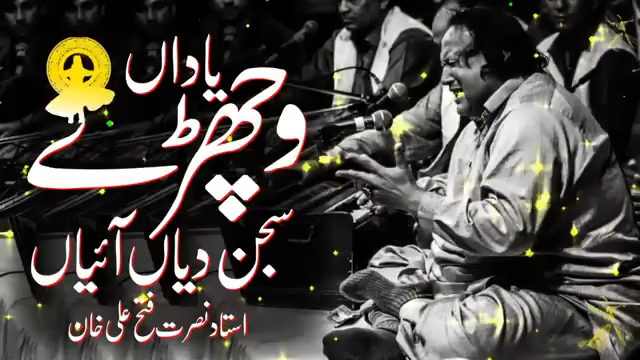 یاداں
وچھڑے
سجن دیاں آئیاں
استاد نصرت فتح علی خان